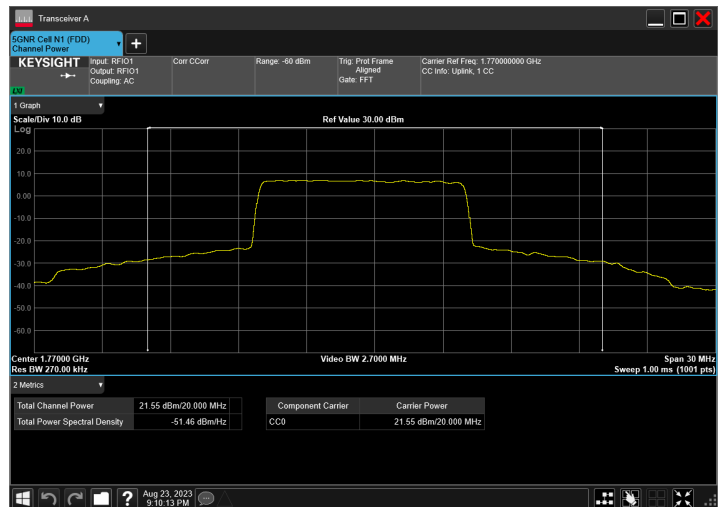 Transceiver A
5GNR Cell N1 (FDD)
Channel Power
KEYSIGHT
LXI
Input: RFIO1
Output: RFIO1
Coupling: AC
Corr CCorr
Range: -60 dBm
Trig: Prot Frame
Aligned
Gate: FFT
Carrier Ref Freq: 1.770000000 GHz
CC Info: Uplink, 1 CC
1 Graph
Scale/Div 10.0 dB
Ref Value 30.00 dBm
Log
20.0
10.0
0.00
-10.0
-20.0
-30.0
-40.0
-50.0
-60.0
Center 1.77000 GHz
Video BW 2.7000 MHz
Span 30 MHz
Res BW 270.00 kHz
Sweep 1.00 ms (1001 pts)
2 Metrics
Total Channel Power 21.55 dBm/20.000 MHz
Total Power Spectral Density -51.46 dBm/Hz
Component Carrier Carrier Power
CC0 21.55 dBm/20.000 MHz
Aug 23, 2023
9:10:13 PM